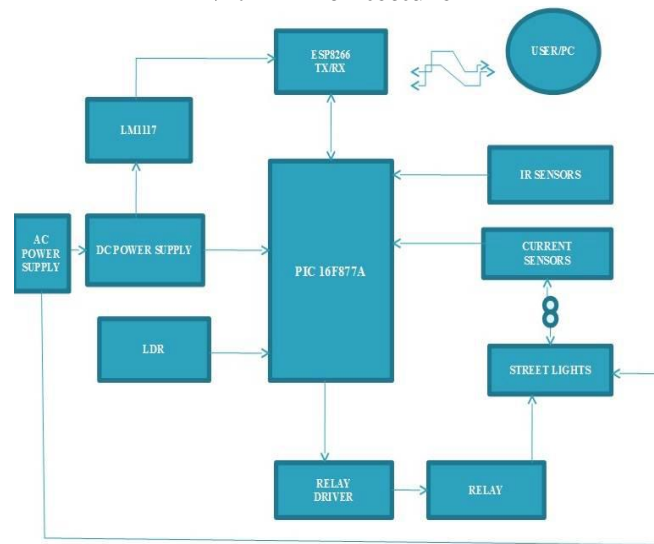 ESP8266
TX/RX
USER/PC
LM1117
IR SENSORS
AC
POWER
SUPPLY
DC POWER SUPPLY
PIC 16F877A
CURRENT
SENSORS
LDR
STREET LIGHTS
RELAY
DRIVER
RELAY